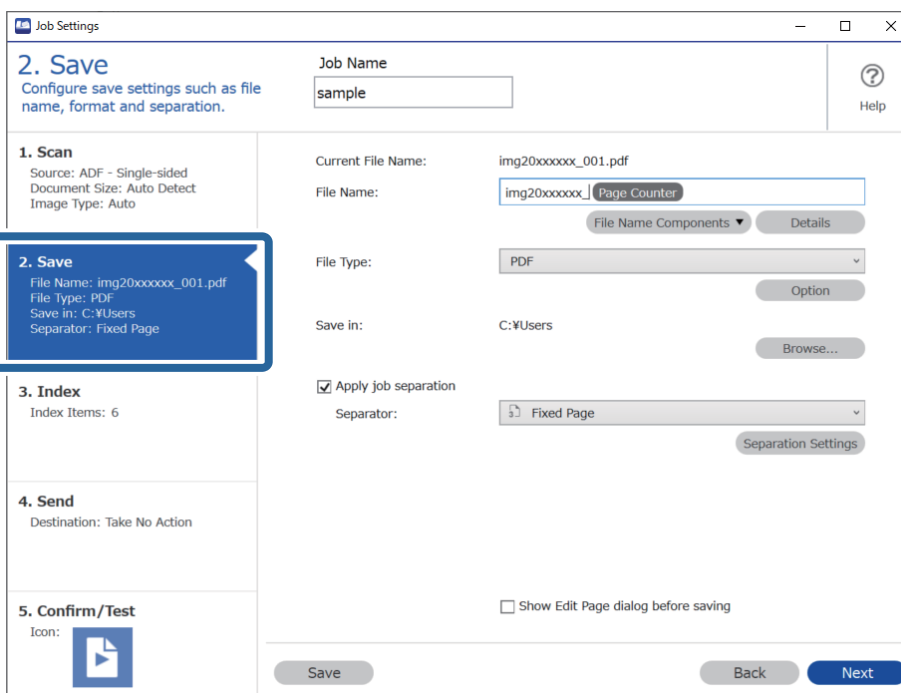 Job Settings
2. Save
Configure save settings such as file
name, format and separation.
Job Name
sample
Help
1. Scan
Source: ADF - Single-sided
Document Size: Auto Detect
Image Type: Auto
2. Save
File Name: img20xxxxxx_001.pdf
File Type: PDF
Save in: C:¥Users
Separator: Fixed Page
3. Index
Index Items: 6
4. Send
Destination: Take No Action
5. Confirm/Test
Icon:
Current File Name: img20xxxxxx_001.pdf
File Name: img20xxxxxx_ Page Counter
File Name Components ▼ Details
File Type: PDF
Option
Save in: C:¥Users
Browse...
Apply job separation
Separator: Fixed Page
Separation Settings
Show Edit Page dialog before saving
Save Back Next